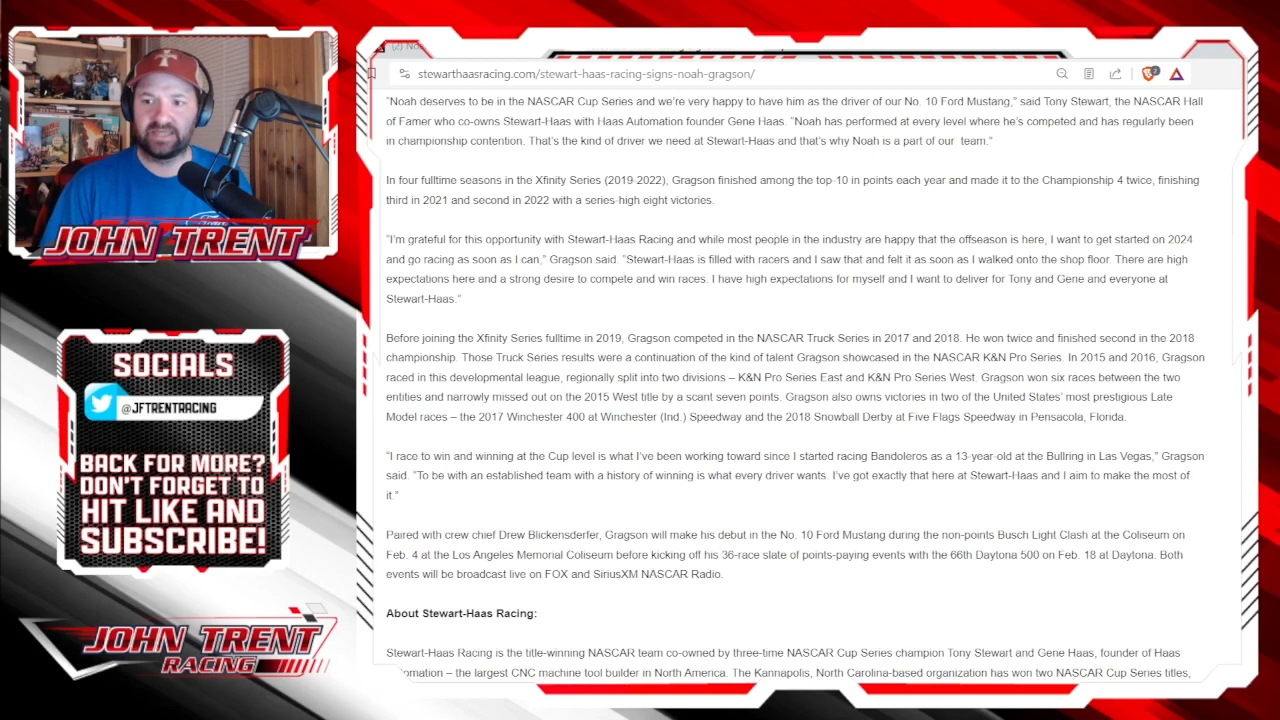 (2) Noa
stewarthaasracing.com/stewart-haas-racing-signs-noah-gragson/
"Noah deserves to be in the NASCAR Cup Series and we're very happy to have him as the driver of our No. 10 Ford Mustang," said Tony Stewart, the NASCAR Hall
of Famer who co-owns Stewart-Haas with Haas Automation founder Gene Haas. "Noah has performed at every level where he's competed and has regularly been
in championship contention. That's the kind of driver we need at Stewart-Haas and that's why Noah is a part of our team."
In four fulltime seasons in the Xfinity Series (2019-2022), Gragson finished among the top-10 in points each year and made it to the Championship 4 twice, finishing
third in 2021 and second in 2022 with a series-high eight victories.
"I'm grateful for this opportunity with Stewart-Haas Racing and while most people in the industry are happy that the offseason is here, I want to get started on 2024
and go racing as soon as I can," Gragson said. "Stewart-Haas is filled with racers and I saw that and felt it as soon as I walked onto the shop floor. There are high
expectations here and a strong desire to compete and win races. I have high expectations for myself and I want to deliver for Tony and Gene and everyone at
Stewart-Haas."
Before joining the Xfinity Series fulltime in 2019, Gragson competed in the NASCAR Truck Series in 2017 and 2018. He won twice and finished second in the 2018
championship. Those Truck Series results were a continuation of the kind of talent Gragson showcased in the NASCAR K&N Pro Series. In 2015 and 2016, Gragson
raced in this developmental league, regionally split into two divisions – K&N Pro Series East and K&N Pro Series West. Gragson won six races between the two
entities and narrowly missed out on the 2015 West title by a scant seven points. Gragson also owns victories in two of the United States' most prestigious Late
Model races – the 2017 Winchester 400 at Winchester (Ind.) Speedway and the 2018 Snowball Derby at Five Flags Speedway in Pensacola, Florida.
"I race to win and winning at the Cup level is what I've been working toward since I started racing Bandoleros as a 13-year-old at the Bullring in Las Vegas," Gragson
said. "To be with an established team with a history of winning is what every driver wants. I've got exactly that here at Stewart-Haas and I aim to make the most of
it."
Paired with crew chief Drew Blickensderfer, Gragson will make his debut in the No. 10 Ford Mustang during the non-points Busch Light Clash at the Coliseum on
Feb. 4 at the Los Angeles Memorial Coliseum before kicking off his 36-race slate of points-paying events with the 66th Daytona 500 on Feb. 18 at Daytona. Both
events will be broadcast live on FOX and SiriusXM NASCAR Radio.
About Stewart-Haas Racing:
Stewart-Haas Racing is the title-winning NASCAR team co-owned by three-time NASCAR Cup Series champion Tony Stewart and Gene Haas, founder of Haas
tomation – the largest CNC machine tool builder in North America. The Kannapolis, North Carolina-based organization has won two NASCAR Cup Series titles,
JOHN TRENT
SOCIALS
@JFTRENTRACING
BACK FOR MORE?
DON'T FORGET TO
HIT LIKE AND
SUBSCRIBE!
JOHN TRENT
RACING